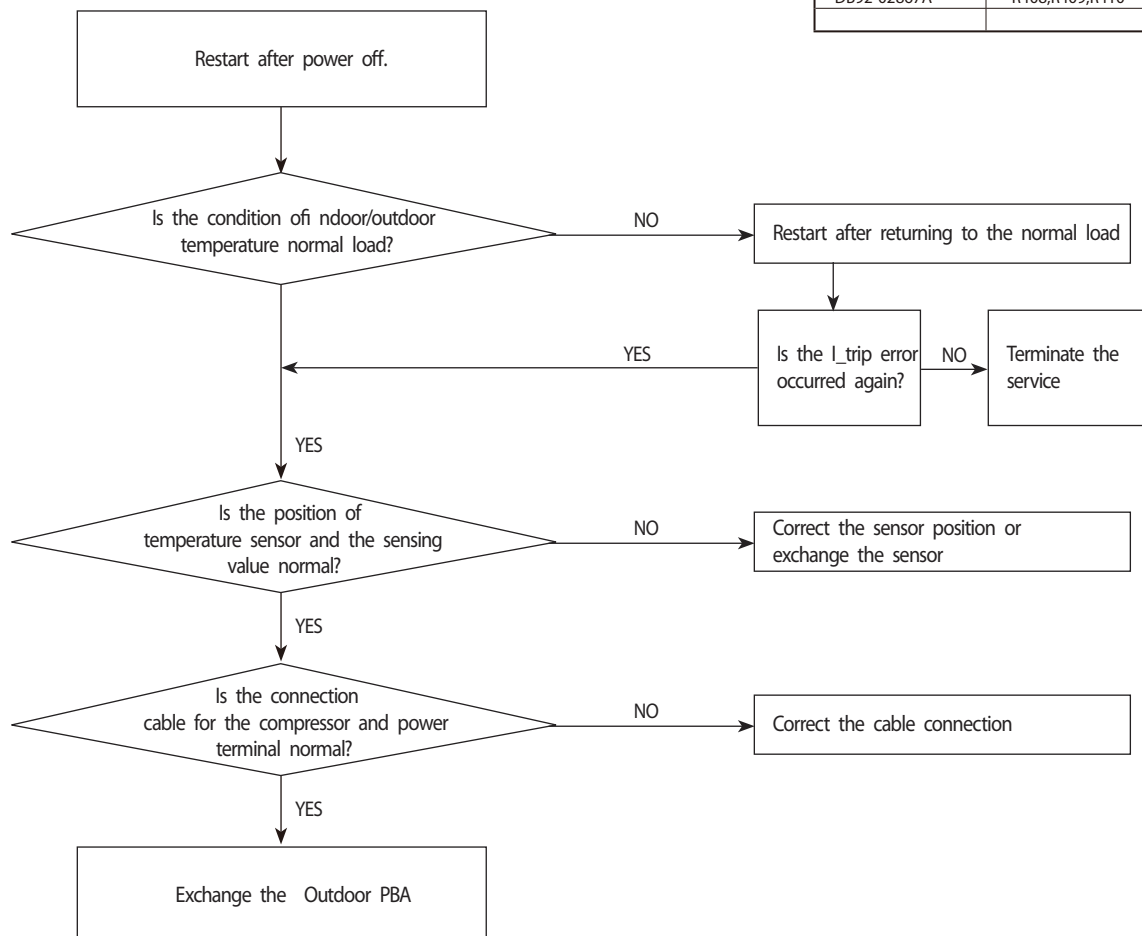 Restart after power off.
Is the condition ofi ndoor/outdoor
temperature normal load?
NO
Restart after returning to the normal load
Is the I_trip error
occurred again?
NO
Terminate the
service
YES
YES
Is the position of
temperature sensor and the sensing
value normal?
NO
Correct the sensor position or
exchange the sensor
YES
Is the connection
cable for the compressor and power
terminal normal?
NO
Correct the cable connection
YES
Exchange the Outdoor PBA